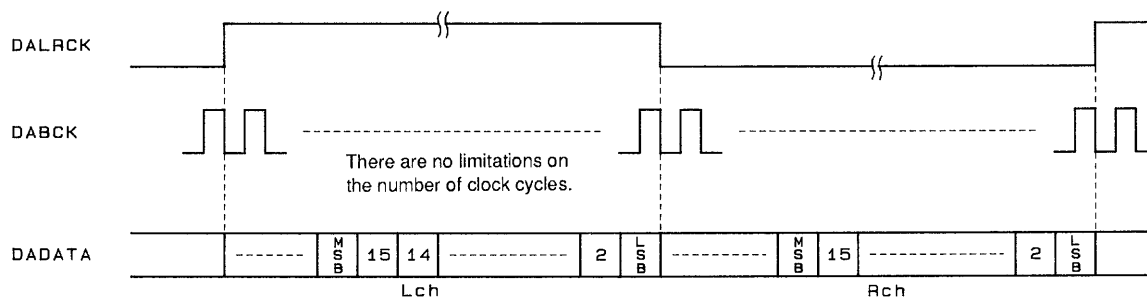 DALRCK
DABCK
There are no limitations on
the number of clock cycles.
DADATA
MSB 15 14 2 LSB MSB 15 2 LSB
Lch Rch